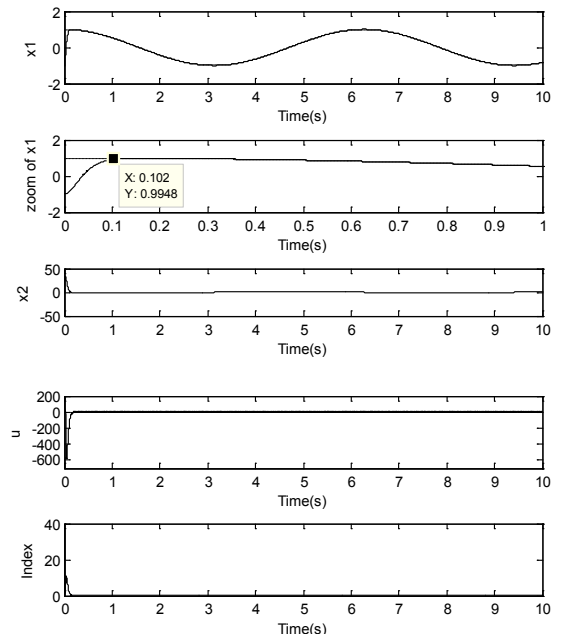 2
0
-2
x1
0 1 2 3 4 5 6 7 8 9 10
Time(s)
2
0
-2
zoom of x1
X: 0.102
Y: 0.9948
0 0.1 0.2 0.3 0.4 0.5 0.6 0.7 0.8 0.9 1
Time(s)
50
0
-50
x2
0 1 2 3 4 5 6 7 8 9 10
Time(s)
200
0
-200
-400
-600
u
0 1 2 3 4 5 6 7 8 9 10
Time(s)
40
20
0
Index
0 1 2 3 4 5 6 7 8 9 10
Time(s)